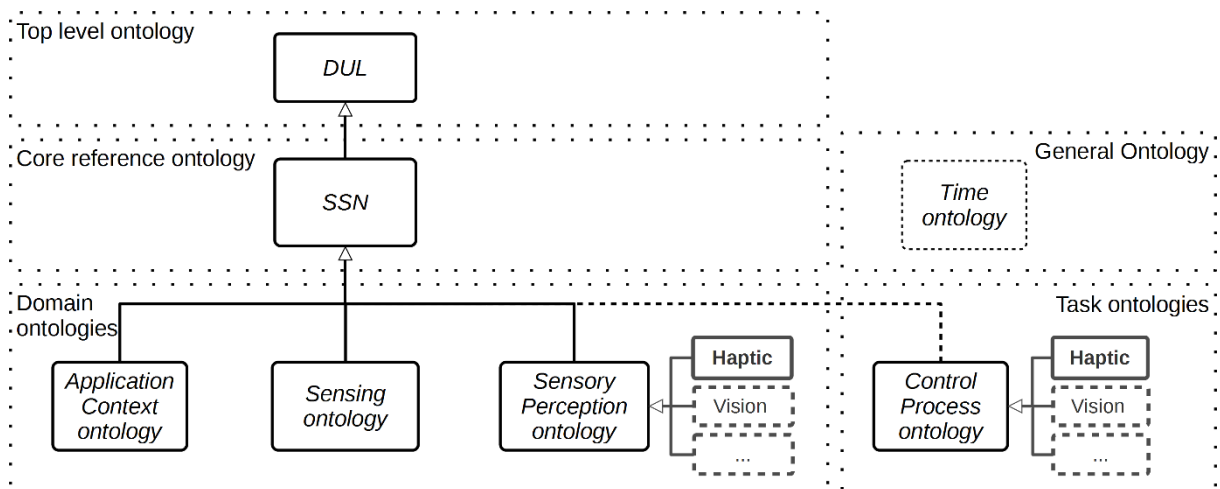 Top level ontology
DUL
Core reference ontology
SSN
General Ontology
Time
ontology
Domain
ontologies
Task ontologies
Application
Context
ontology
Sensing
ontology
Sensory
Perception
ontology
Haptic
Vision
...
Control
Process
ontology
Haptic
Vision
...